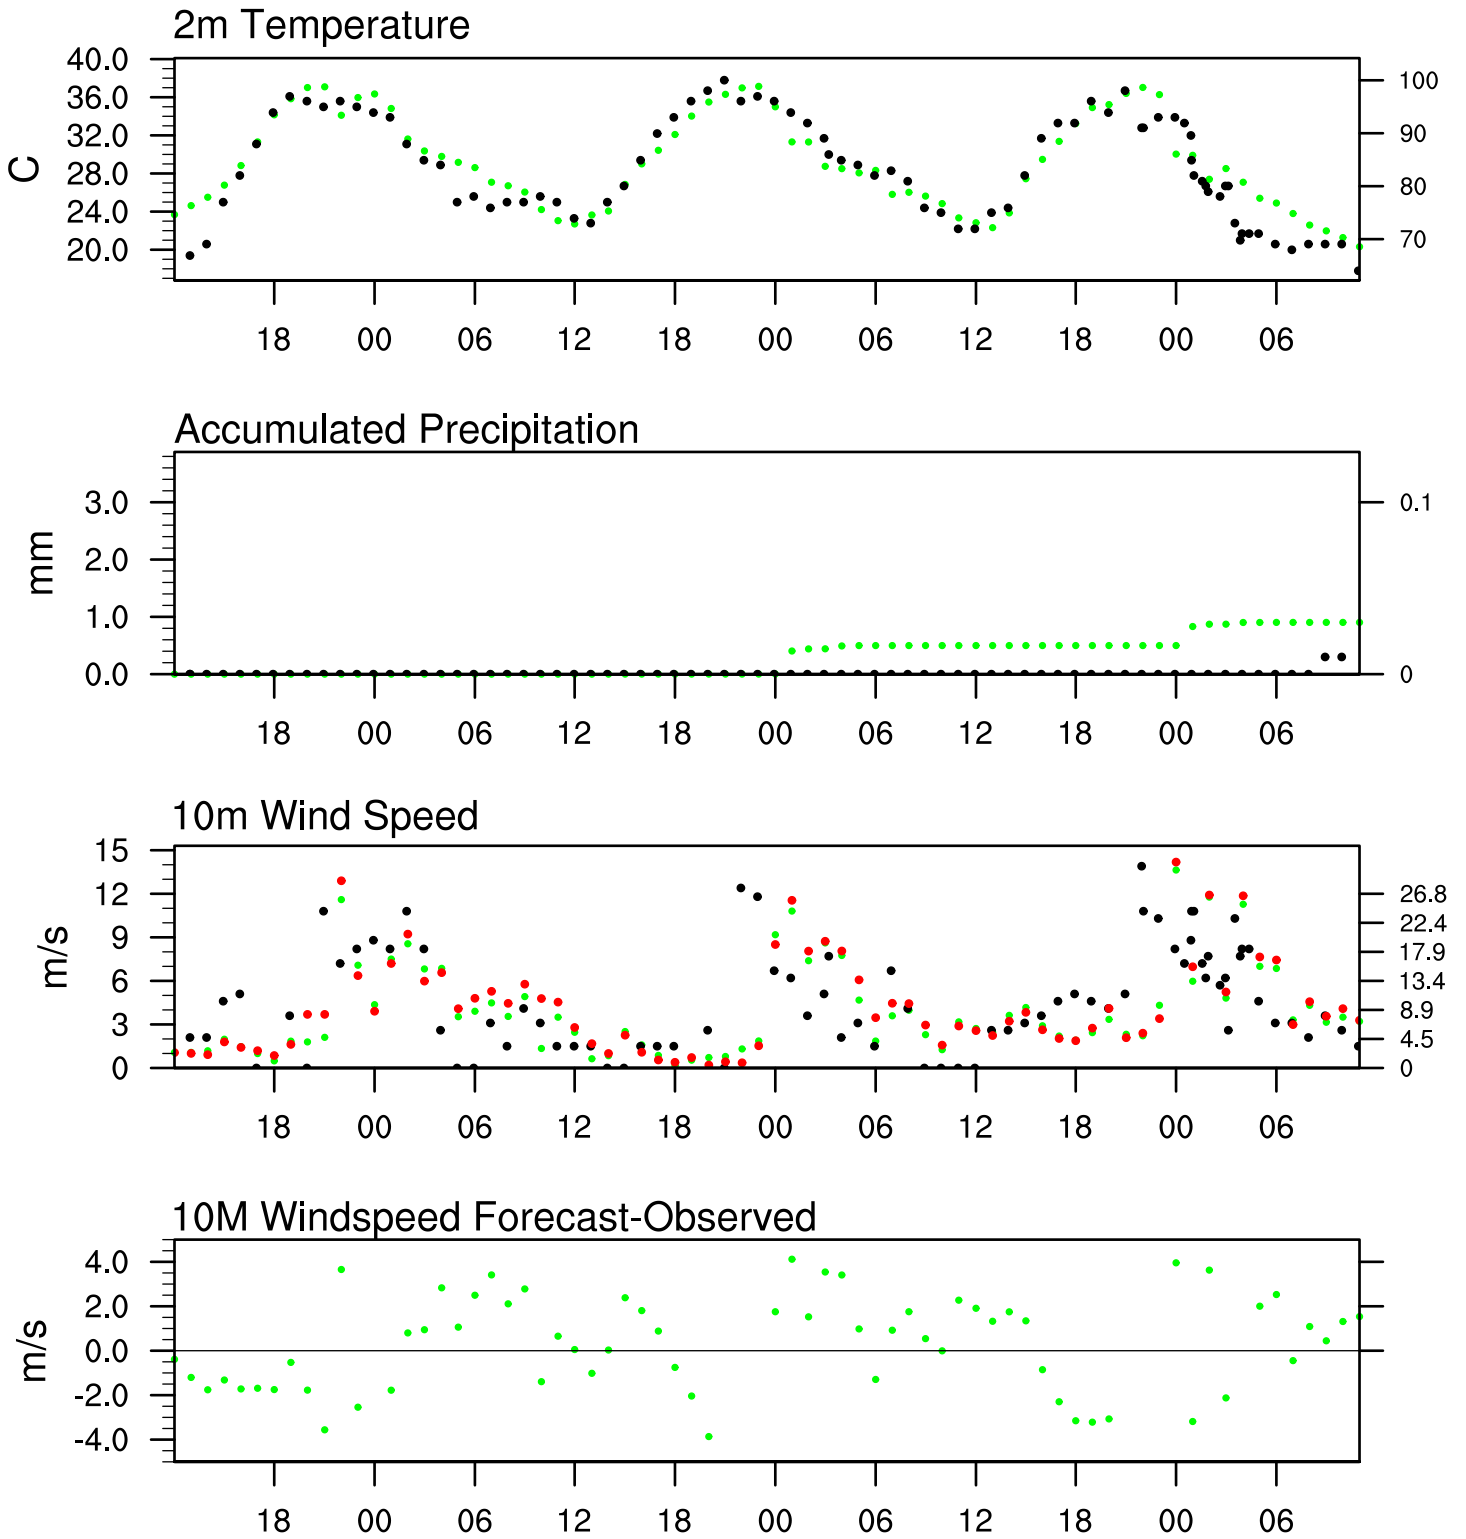 2m Temperature
40.0
36.0
32.0
28.0
24.0
20.0
C
100
90
80
70
18 00 06 12 18 00 06 12 18 00 06
Accumulated Precipitation
3.0
2.0
1.0
0.0
mm
0.1
0
18 00 06 12 18 00 06 12 18 00 06
10m Wind Speed
15
12
9
6
3
0
m/s
26.8
22.4
17.9
13.4
8.9
4.5
0
18 00 06 12 18 00 06 12 18 00 06
10M Windspeed Forecast-Observed
4.0
2.0
0.0
-2.0
-4.0
m/s
18 00 06 12 18 00 06 12 18 00 06